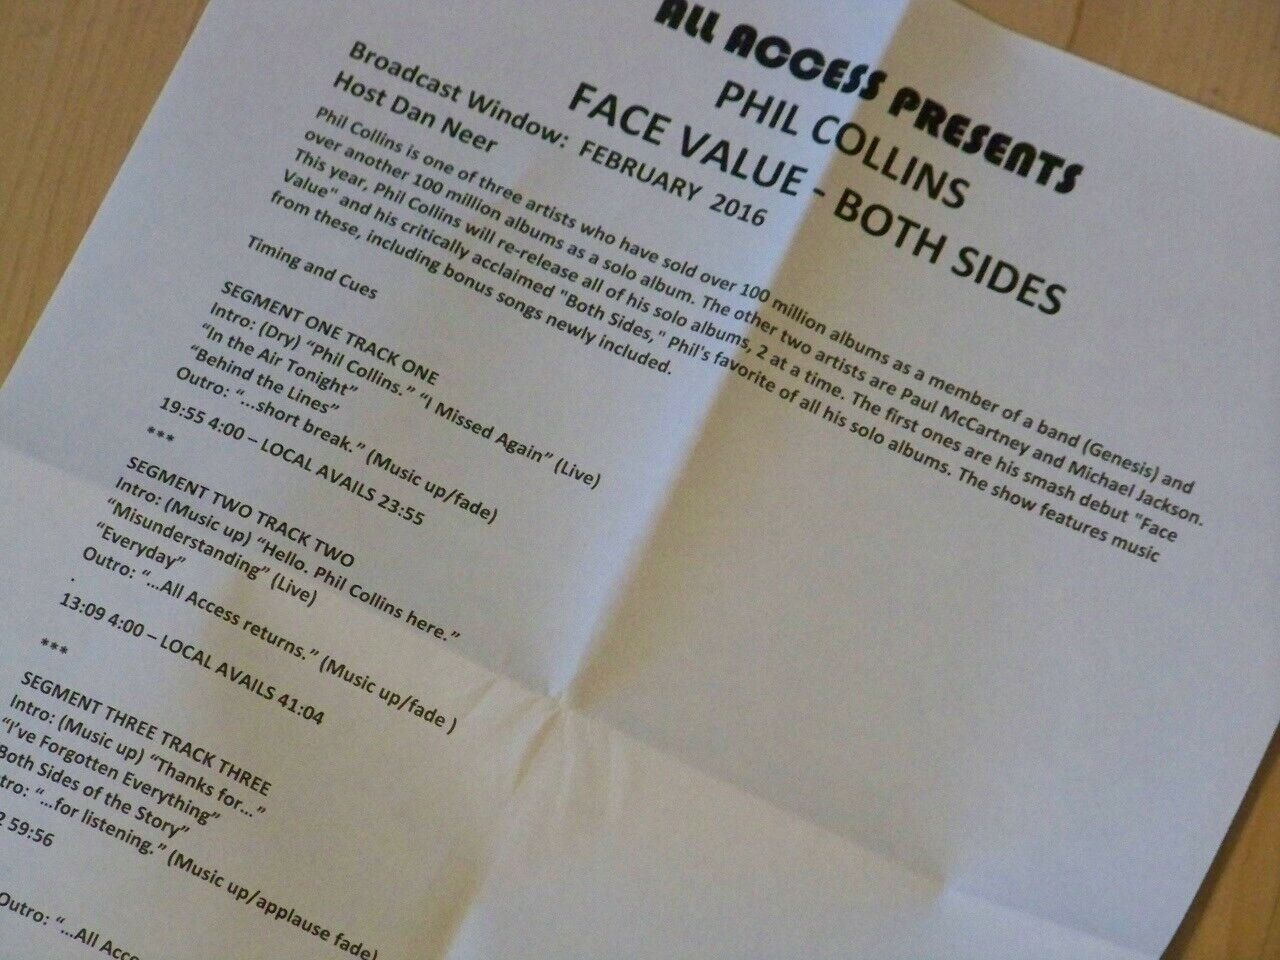 ALL ACCESS PRESENTS
PHIL COLLINS
FACE VALUE - BOTH SIDES
Broadcast Window: FEBRUARY 2016
Host Dan Neer
Phil Collins is one of three artists who have sold over 100 million albums as a member of a band (Genesis) and
over another 100 million albums as a solo album. The other two artists are Paul McCartney and Michael Jackson.
This year, Phil Collins will re-release all of his solo albums, 2 at a time. The first ones are his smash debut "Face
Value" and his critically acclaimed "Both Sides," Phil's favorite of all his solo albums. The show features music
from these, including bonus songs newly included.
Timing and Cues
SEGMENT ONE TRACK ONE
Intro: (Dry) “Phil Collins.” “I Missed Again” (Live)
“In the Air Tonight”
“Behind the Lines”
Outro: “...short break.” (Music up/fade)
19:55 4:00 – LOCAL AVAILS 23:55
***
SEGMENT TWO TRACK TWO
Intro: (Music up) “Hello. Phil Collins here.”
“Misunderstanding” (Live)
“Everyday”
Outro: “...All Access returns.” (Music up/fade )
.
13:09 4:00 – LOCAL AVAILS 41:04
***
SEGMENT THREE TRACK THREE
Intro: (Music up) “Thanks for...”
“I’ve Forgotten Everything”
Both Sides of the Story”
tro: “...for listening.” (Music up/applause fade)
2 59:56
Outro: “...All Acce